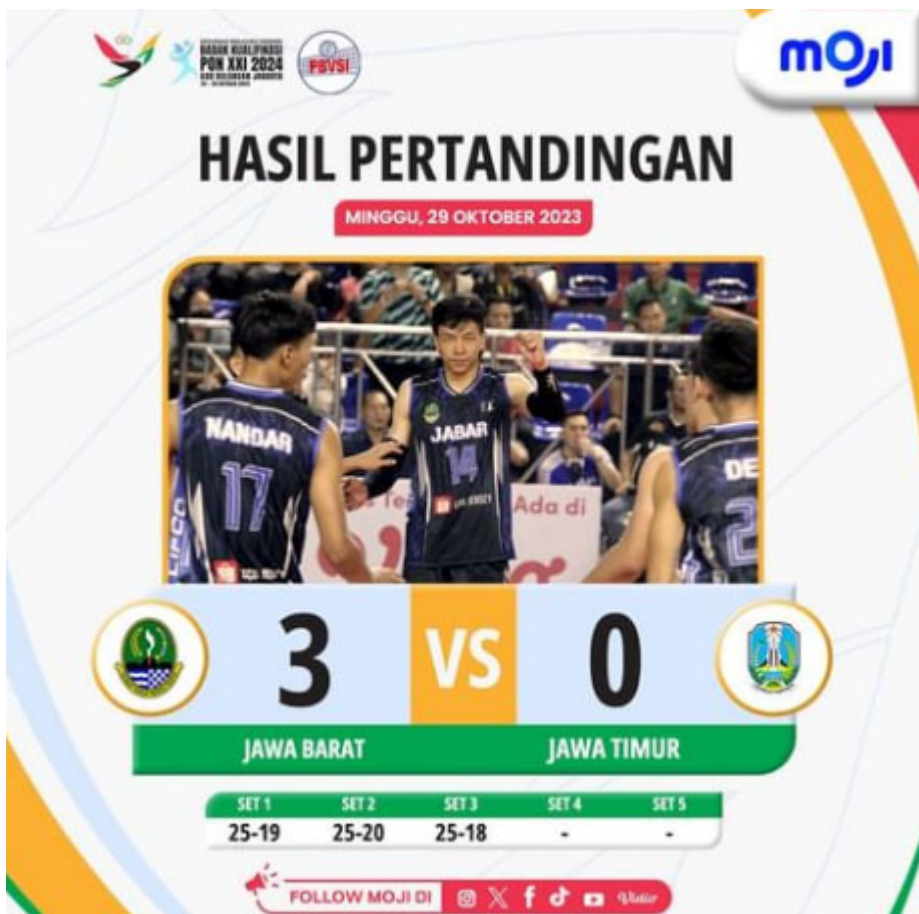 BABAK KUALIFIKASI
PON XXI 2024
PBVSI
moji
HASIL PERTANDINGAN
MINGGU, 29 OKTOBER 2023
NANDAR
17
JABAR
14
DE
2
Ada di
3 VS 0
JAWA BARAT JAWA TIMUR
SET 1 SET 2 SET 3 SET 4 SET 5
25-19 25-20 25-18 - -
FOLLOW MOJI DI
Vidio